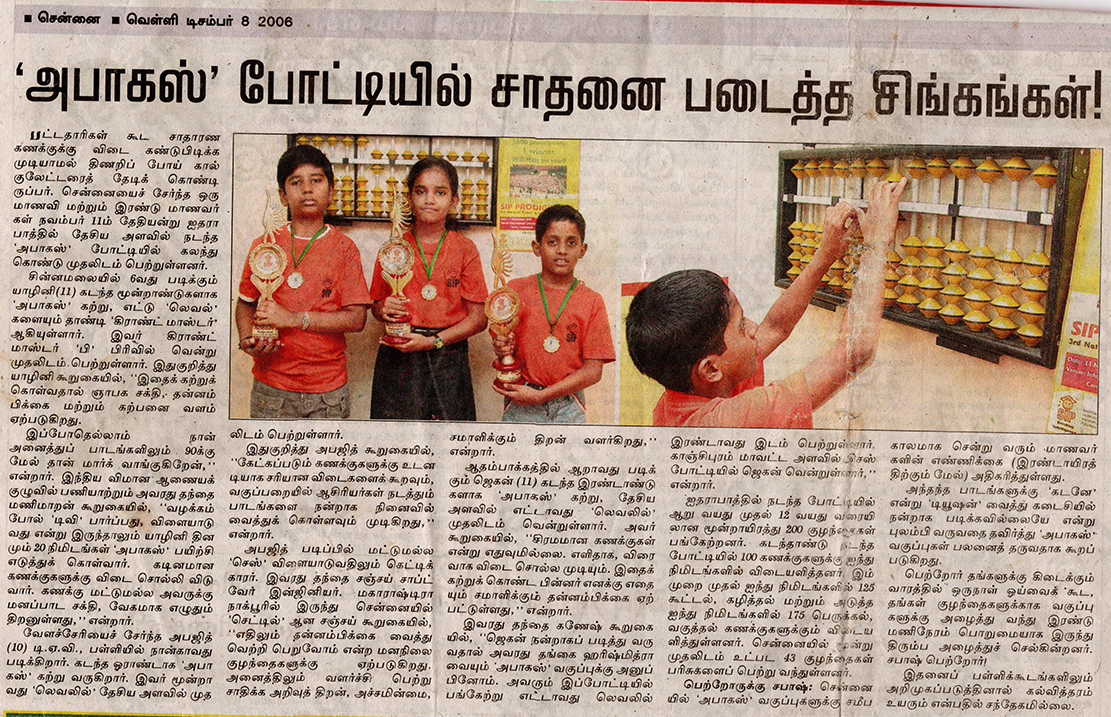 ■ சென்னை ■ வெள்ளி டிசம்பர் 8 2006
‘அபாகஸ்’ போட்டியில் சாதனை படைத்த சிங்கங்கள்!
பட்டதாரிகள் கூட சாதாரண
கணக்குக்கு விடை கண்டுபிடிக்க
முடியாமல் திணறிப் போய் கால்
குலேட்டரைத் தேடிக் கொண்டி
ருப்பர். சென்னையைச் சேர்ந்த ஒரு
மாணவி மற்றும் இரண்டு மாணவர்
கள் நவம்பர் 11ம் தேதியன்று ஐதரா
பாத்தில் தேசிய அளவில் நடந்த
‘அபாகஸ்’ போட்டியில் கலந்து
கொண்டு முதலிடம் பெற்றுள்ளனர்.
சின்னமலையில் 6வது படிக்கும்
யாழினி(11) கடந்த மூன்றாண்டுகளாக
‘அபாகஸ்’ கற்று, எட்டு ‘லெவல்’
களையும் தாண்டி ‘கிராண்ட் மாஸ்டர்’
ஆகியுள்ளார். இவர் கிராண்ட்
மாஸ்டர் ‘பி’ பிரிவில் வென்று
முதலிடம் பெற்றுள்ளார். இதுகுறித்து
யாழினி கூறுகையில், ‘‘இதைக் கற்றுக்
கொள்வதால் ஞாபக சக்தி, தன்னம்
பிக்கை மற்றும் கற்பனை வளம்
ஏற்படுகிறது.
இப்போதெல்லாம் நான்
அனைத்துப் பாடங்களிலும் 90க்கு
மேல் தான் மார்க் வாங்குகிறேன்,’’
என்றார். இந்திய விமான ஆணையக்
குழுவில் பணியாற்றும் அவரது தந்தை
மணிமாறன் கூறுகையில், ‘‘வழக்கம்
போல் ‘டிவி’ பார்ப்பது, விளையாடு
வது என்று இருந்தாலும் யாழினி தின
மும் 20 நிமிடங்கள் ‘அபாகஸ்’ பயிற்சி
எடுத்துக் கொள்வார். கடினமான
கணக்குகளுக்கு விடை சொல்லி விடு
வார். கணக்கு மட்டுமல்ல அவருக்கு
மனப்பாட சக்தி, வேகமாக எழுதும்
திறனுள்ளது,’’ என்றார்.
வேளச்சேரியைச் சேர்ந்த அபஜித்
(10) டி.ஏ.வி., பள்ளியில் நான்காவது
படிக்கிறார். கடந்த ஓராண்டாக ‘அபா
கஸ்’ கற்று வருகிறார். இவர் மூன்றா
வது ‘லெவலில்’ தேசிய அளவில் முத
லிடம் பெற்றுள்ளார்.
இதுகுறித்து அபஜித் கூறுகையில்,
‘‘கேட்கப்படும் கணக்குகளுக்கு உடன
டியாக சரியான விடைகளைக் கூறவும்,
வகுப்பறையில் ஆசிரியர்கள் நடத்தும்
பாடங்களை நன்றாக நினைவில்
வைத்துக் கொள்ளவும் முடிகிறது,’’
என்றார்.
அபஜித் படிப்பில் மட்டுமல்ல
‘செஸ்’ விளையாடுவதிலும் கெட்டிக்
காரர். இவரது தந்தை சஞ்சய் சாப்ட்
வேர் இன்ஜினியர். மகாராஷ்டிரா
நாக்பூரில் இருந்து சென்னையில்
‘செட்டில்’ ஆன சஞ்சய் கூறுகையில்,
‘‘எதிலும் தன்னம்பிக்கை வைத்து
வெற்றி பெறுவோம் என்ற மனநிலை
குழந்தைகளுக்கு ஏற்படுகிறது.
அனைத்திலும் வளர்ச்சி பெற்று
சாதிக்க அறிவுத் திறன், அச்சமின்மை,
சமாளிக்கும் திறன் வளர்கிறது,’’
என்றார்.
ஆதம்பாக்கத்தில் ஆறாவது படிக்
கும் ஜெகன் (11) கடந்த இரண்டாண்டு
களாக ‘அபாகஸ்’ கற்று, தேசிய
அளவில் எட்டாவது ‘லெவலில்’
முதலிடம் வென்றுள்ளார். அவர்
கூறுகையில், ‘‘சிரமமான கணக்குகள்
என்று எதுவுமில்லை. எளிதாக, விரை
வாக விடை சொல்ல முடியும். இதைக்
கற்றுக் கொண்ட பின்னர் எனக்கு எதை
யும் சமாளிக்கும் தன்னம்பிக்கை ஏற்
பட்டுள்ளது,’’ என்றார்.
இவரது தந்தை கணேஷ் கூறுகை
யில், ‘‘ஜெகன் நன்றாகப் படித்து வரு
வதால் அவரது தங்கை ஹரிஷ்மித்ரா
வையும் ‘அபாகஸ்’ வகுப்புக்கு அனுப்
பினோம். அவரும் இப்போட்டியில்
பங்கேற்று எட்டாவது லெவலில்
இரண்டாவது இடம் பெற்றுள்ளார்.
காஞ்சிபுரம் மாவட்ட அளவில் செஸ்
போட்டியில் ஜெகன் வென்றுள்ளார்,’’
என்றார்.
ஐதராபாத்தில் நடந்த போட்டியில்
ஆறு வயது முதல் 12 வயது வரையி
லான மூன்றாயிரத்து 200 குழந்தைகள்
பங்கேற்றனர். கடந்தாண்டு நடந்த
போட்டியில் 100 கணக்குகளுக்கு ஐந்து
நிமிடங்களில் விடையளித்தனர். இம்
முறை முதல் ஐந்து நிமிடங்களில் 125
கூட்டல், கழித்தல் மற்றும் அடுத்த
ஐந்து நிமிடங்களில் 175 பெருக்கல்,
வகுத்தல் கணக்குகளுக்கும் விடைய
ளித்துள்ளனர். சென்னையில் மூன்று
முதலிடம் உட்பட 43 குழந்தைகள்
பரிசுகளைப் பெற்று வந்துள்ளனர்.
பெற்றோருக்கு சபாஷ்: சென்னை
யில் ‘அபாகஸ்’ வகுப்புகளுக்கு சமீப
காலமாக சென்று வரும் மாணவர்
களின் எண்ணிக்கை (இரண்டாயிரத்
திற்கும் மேல்) அதிகரித்துள்ளது.
அந்தந்த பாடங்களுக்கு ‘கடனே’
என்று ‘டியூஷன்’ வைத்து கடைசியில்
நன்றாக படிக்கவில்லையே என்று
புலம்பி வருவதை தவிர்த்து ‘அபாகஸ்’
வகுப்புகள் பலனைத் தருவதாக கூறப்
படுகிறது.
பெற்றோர் தங்களுக்கு கிடைக்கும்
வாரத்தில் ஒருநாள் ஓய்வைக் கூட,
தங்கள் குழந்தைகளுக்காக வகுப்பு
களுக்கு அழைத்து வந்து இரண்டு
மணிநேரம் பொறுமையாக இருந்து
திரும்ப அழைத்துச் செல்கின்றனர்.
சபாஷ் பெற்றோர்!
இதனைப் பள்ளிக்கூடங்களிலும்
அறிமுகப்படுத்தினால் கல்வித்தரம்
உயரும் என்பதில் சந்தேகமில்லை.
1 winner
SIP PRODIGY
SIP
SIP
SIP
SIP
3rd Nat
SIP